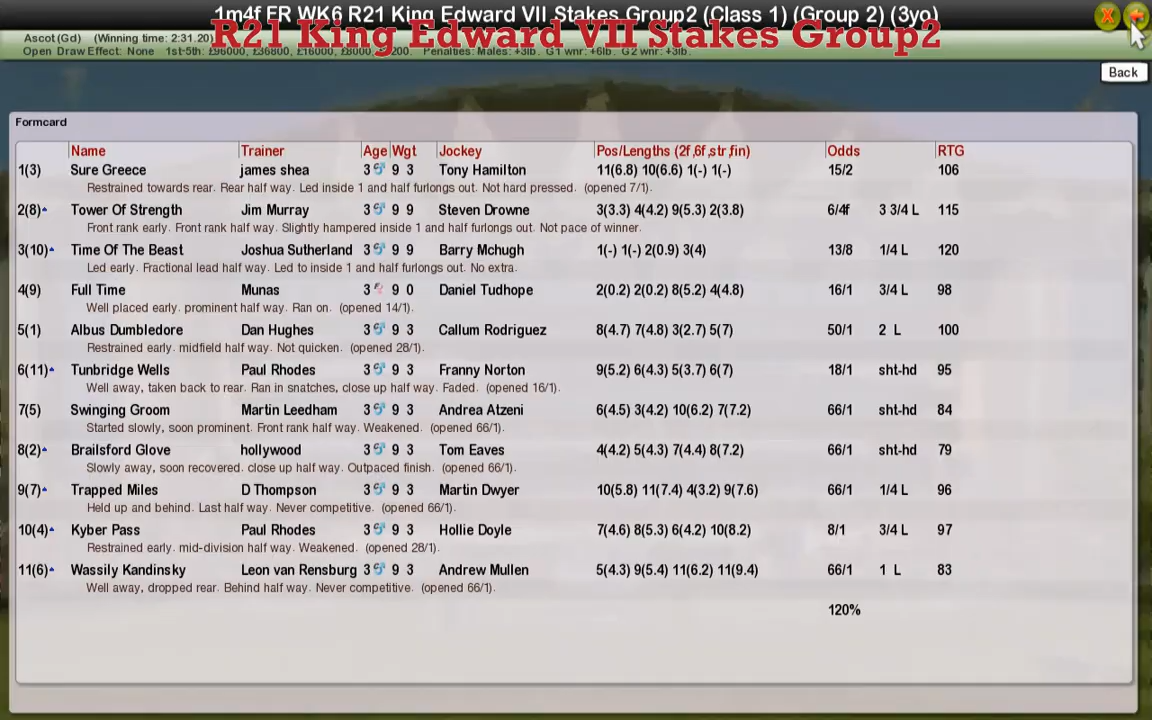 1m4f FR WK6 R21 King Edward VII Stakes Group2 (Class 1) (Group 2) (3yo)
R21 King Edward VII Stakes Group2
Ascot(Gd) (Winning time: 2:31.20)
Open Draw Effect: None 1st-5th: £96000, £36800, £16000, £8000, Penalties: Males: +3lb. G1 wnr: +6lb. G2 wnr: +3lb.
X
Back
Formcard
Name Trainer Age Wgt Jockey Pos/Lengths (2f,6f,str,fin) Odds RTG
1(3) Sure Greece james shea 3 9 3 Tony Hamilton 11(6.8) 10(6.6) 1(-) 1(-) 15/2 106
Restrained towards rear. Rear half way. Led inside 1 and half furlongs out. Not hard pressed. (opened 7/1).
2(8) Tower Of Strength Jim Murray 3 9 9 Steven Drowne 3(3.3) 4(4.2) 9(5.3) 2(3.8) 6/4f 3 3/4 L 115
Front rank early. Front rank half way. Slightly hampered inside 1 and half furlongs out. Not pace of winner.
3(10) Time Of The Beast Joshua Sutherland 3 9 9 Barry Mchugh 1(-) 1(-) 2(0.9) 3(4) 13/8 1/4 L 120
Led early. Fractional lead half way. Led to inside 1 and half furlongs out. No extra.
4(9) Full Time Munas 3 9 0 Daniel Tudhope 2(0.2) 2(0.2) 8(5.2) 4(4.8) 16/1 3/4 L 98
Well placed early. prominent half way. Ran on. (opened 14/1).
5(1) Albus Dumbledore Dan Hughes 3 9 3 Callum Rodriguez 8(4.7) 7(4.8) 3(2.7) 5(7) 50/1 2 L 100
Restrained early. midfield half way. Not quicken. (opened 28/1).
6(11) Tunbridge Wells Paul Rhodes 3 9 3 Franny Norton 9(5.2) 6(4.3) 5(3.7) 6(7) 18/1 sht-hd 95
Well away, taken back to rear. Ran in snatches, close up half way. Faded. (opened 16/1).
7(5) Swinging Groom Martin Leedham 3 9 3 Andrea Atzeni 6(4.5) 3(4.2) 10(6.2) 7(7.2) 66/1 sht-hd 84
Started slowly, soon prominent. Front rank half way. Weakened. (opened 66/1).
8(2) Brailsford Glove hollywood 3 9 3 Tom Eaves 4(4.2) 5(4.3) 7(4.4) 8(7.2) 66/1 sht-hd 79
Slowly away, soon recovered. close up half way. Outpaced finish. (opened 66/1).
9(7) Trapped Miles D Thompson 3 9 3 Martin Dwyer 10(5.8) 11(7.4) 4(3.2) 9(7.6) 66/1 1/4 L 96
Held up and behind. Last half way. Never competitive. (opened 66/1).
10(4) Kyber Pass Paul Rhodes 3 9 3 Hollie Doyle 7(4.6) 8(5.3) 6(4.2) 10(8.2) 8/1 3/4 L 97
Restrained early. mid-division half way. Weakened. (opened 28/1).
11(6) Wassily Kandinsky Leon van Rensburg 3 9 3 Andrew Mullen 5(4.3) 9(5.4) 11(6.2) 11(9.4) 66/1 1 L 83
Well away, dropped rear. Behind half way. Never competitive. (opened 66/1).
120%